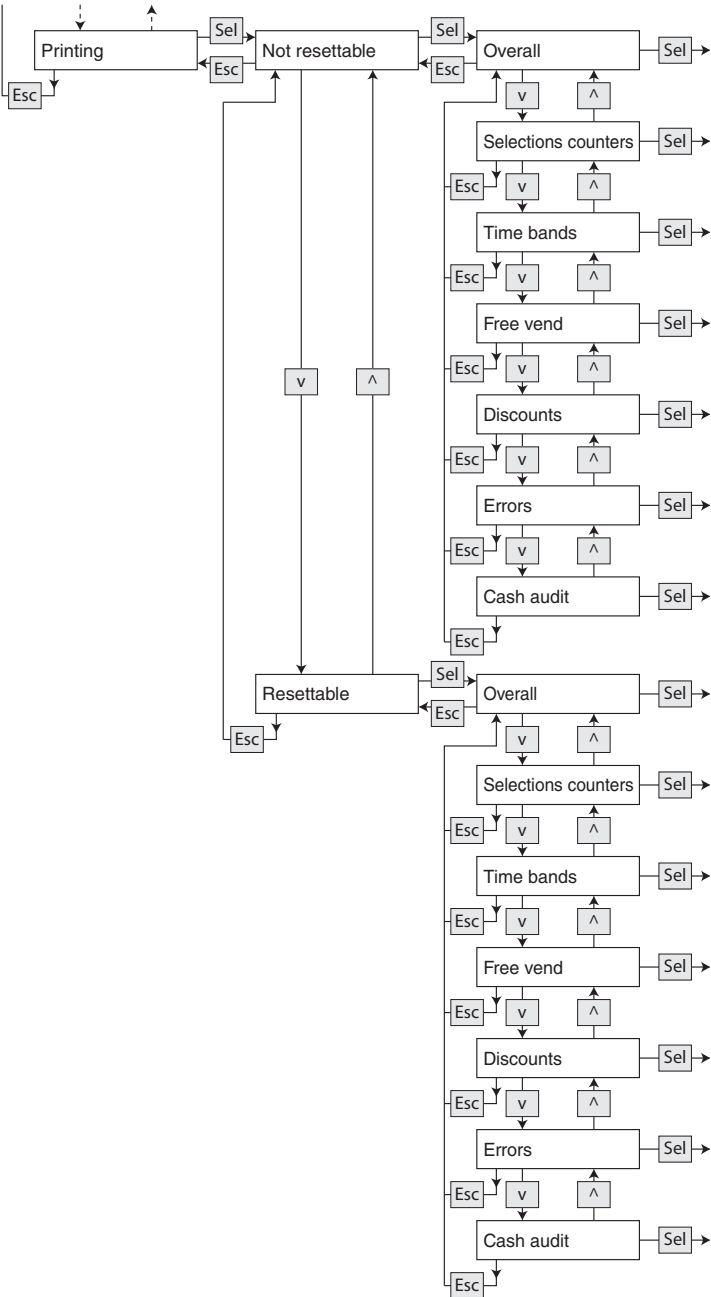 Printing
Sel
Not resettable
Sel
Overall
Sel
Esc
Esc
Esc
v
^
Selections counters
Sel
Esc
v
^
Time bands
Sel
Esc
v
^
Free vend
Sel
Esc
v
^
v
^
Discounts
Sel
Esc
v
^
Errors
Sel
Esc
v
^
Cash audit
Sel
Esc
Resettable
Sel
Overall
Sel
Esc
Esc
v
^
Selections counters
Sel
Esc
v
^
Time bands
Sel
Esc
v
^
Free vend
Sel
Esc
v
^
Discounts
Sel
Esc
v
^
Errors
Sel
Esc
v
^
Cash audit
Sel
Esc